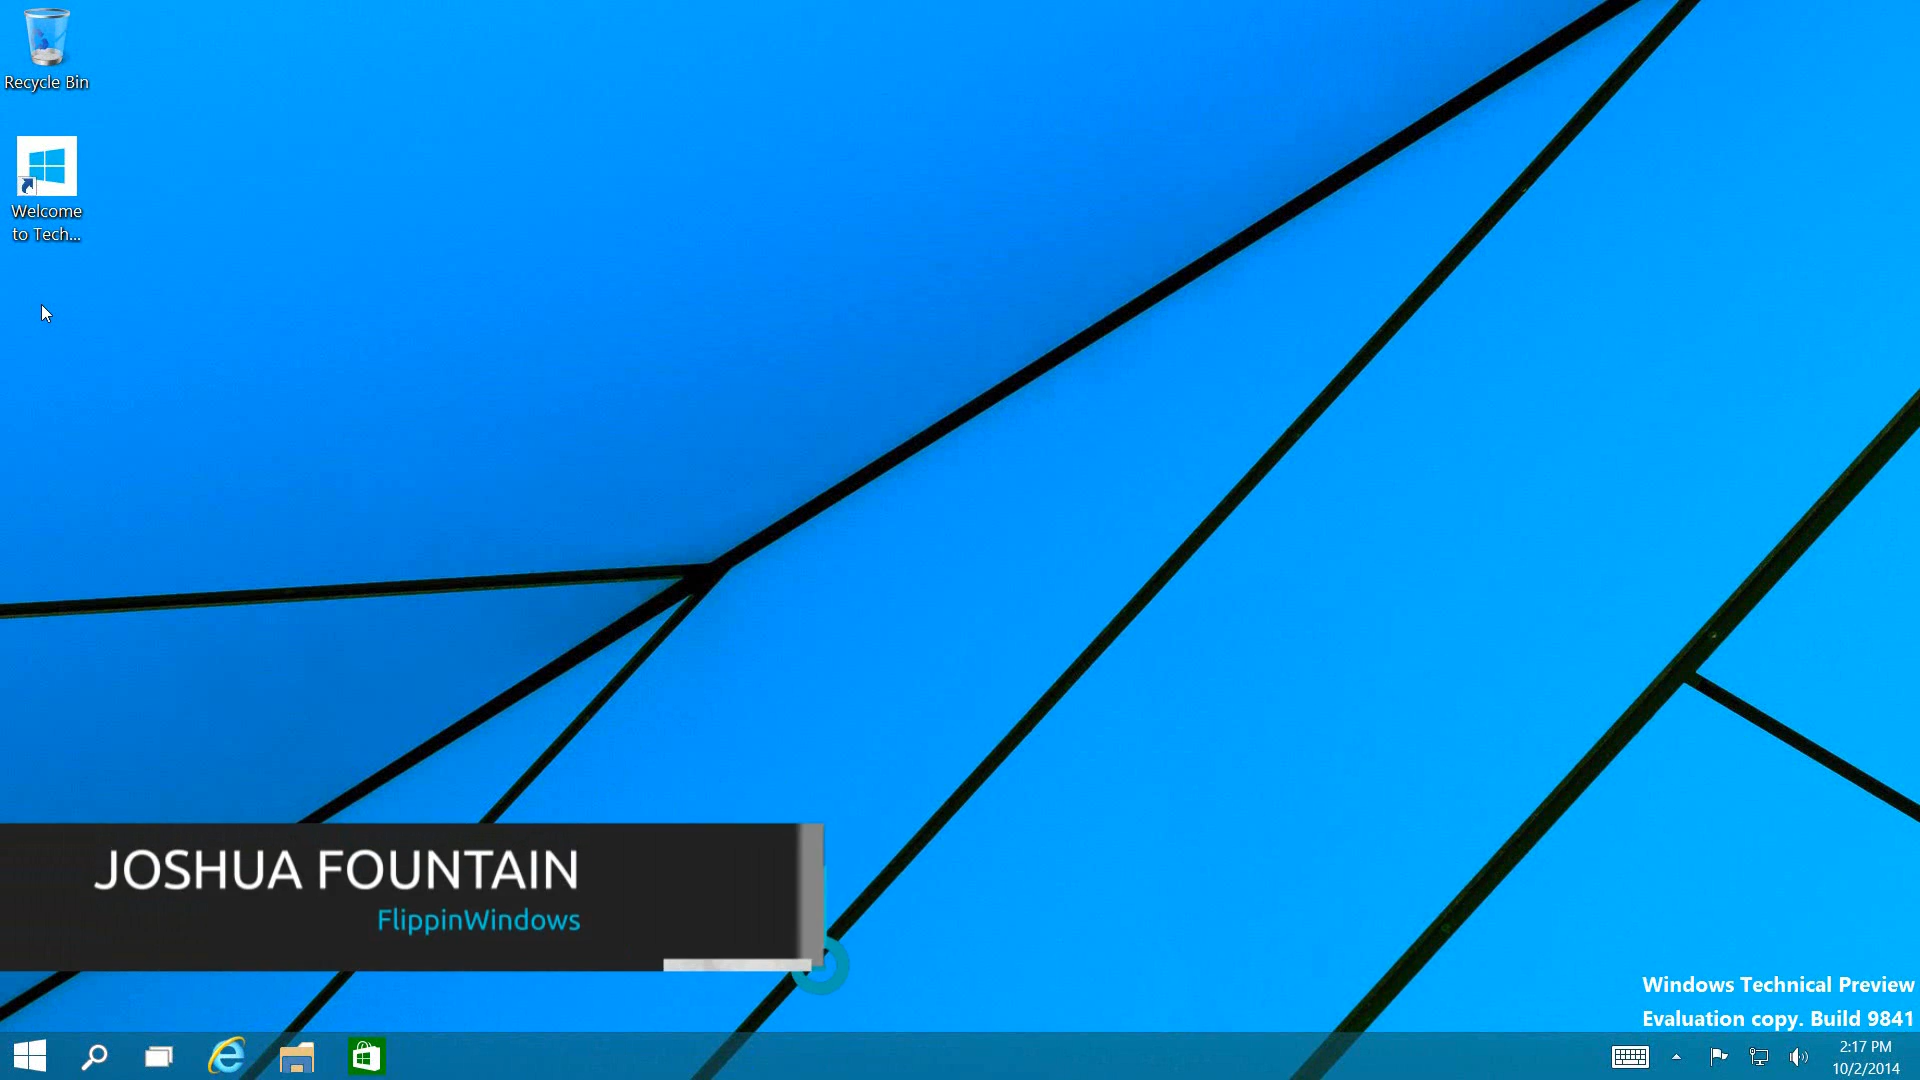 Recycle Bin
Welcome
to Tech...
JOSHUA FOUNTAIN
FlippinWindows
Windows Technical Preview
Evaluation copy. Build 9841
2:17 PM
10/2/2014